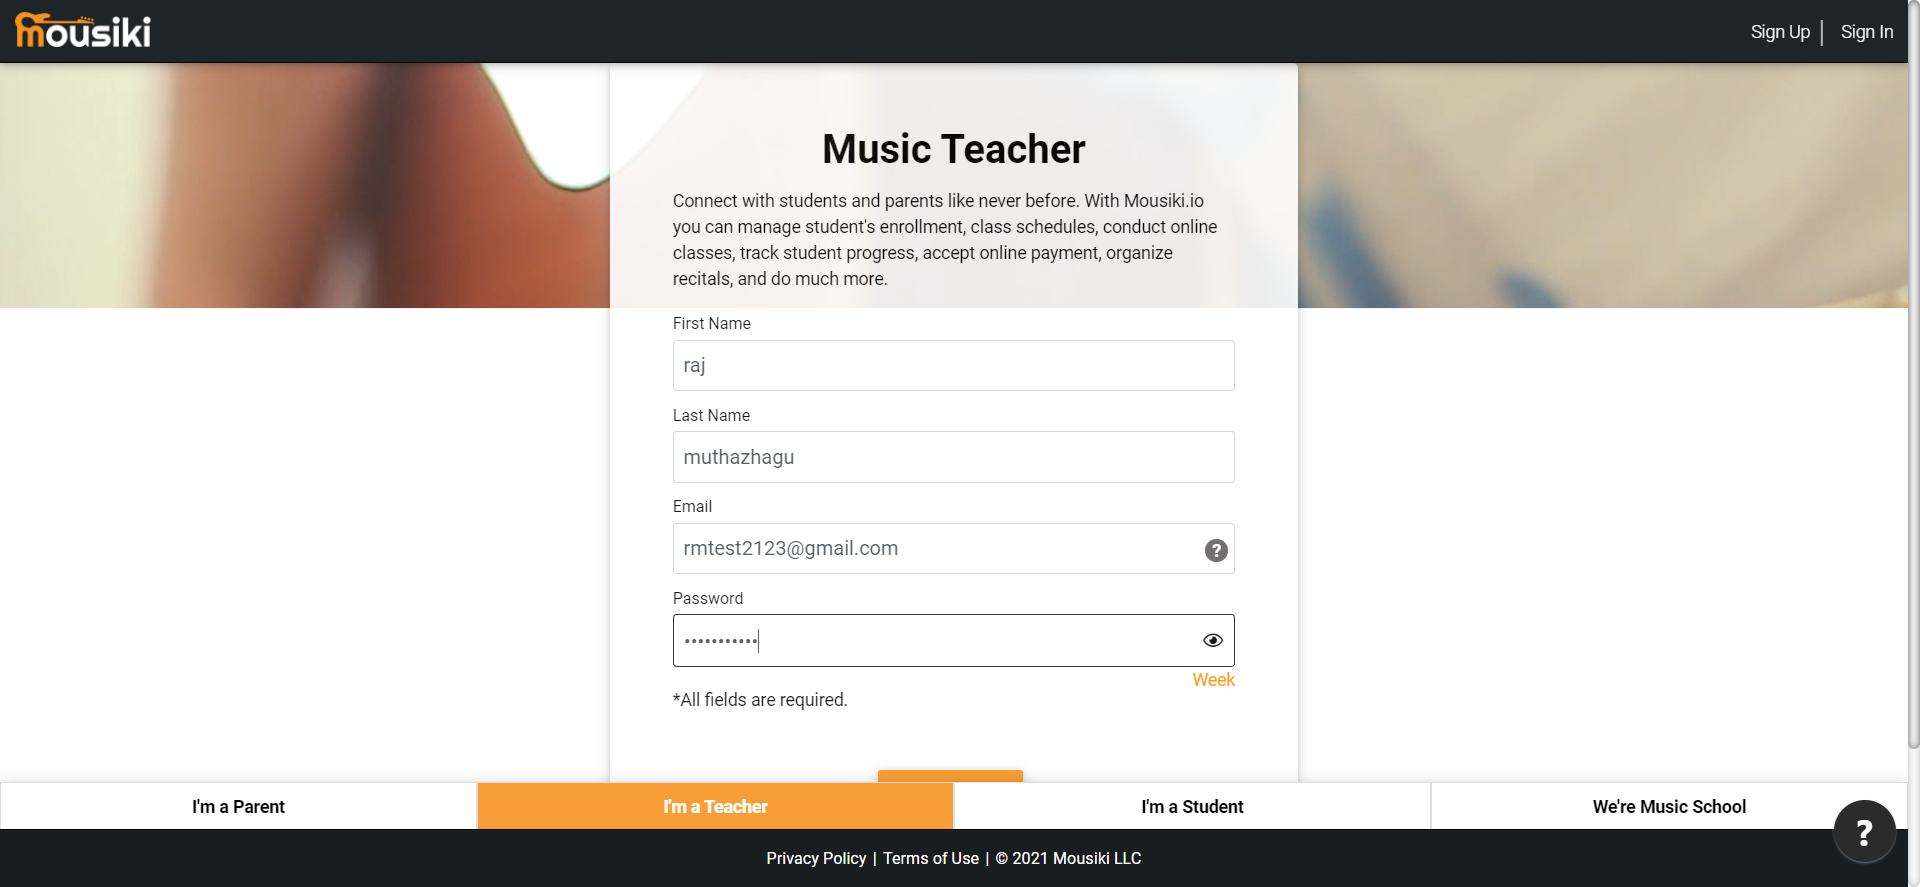 mousiki
Sign Up | Sign In
Music Teacher
Connect with students and parents like never before. With Mousiki.io
you can manage student's enrollment, class schedules, conduct online
classes, track student progress, accept online payment, organize
recitals, and do much more.
First Name
raj
Last Name
muthazhagu
Email
rmtest2123@gmail.com
?
Password
•••••••••••
Week
*All fields are required.
I'm a Parent
I'm a Teacher
I'm a Student
We're Music School
?
Privacy Policy | Terms of Use | © 2021 Mousiki LLC